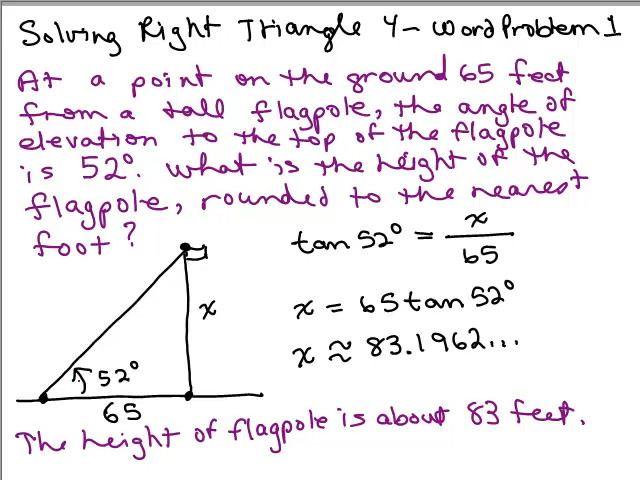 Solving Right Triangle 4 - Word Problem 1
At a point on the ground 65 feet
from a tall flagpole, the angle of
elevation to the top of the flagpole
is 52°. What is the height of the
flagpole, rounded to the nearest
foot?
tan 52° = x/65
x
x = 65 tan 52°
x ≈ 83.1962...
52°
65
The height of flagpole is about 83 feet.